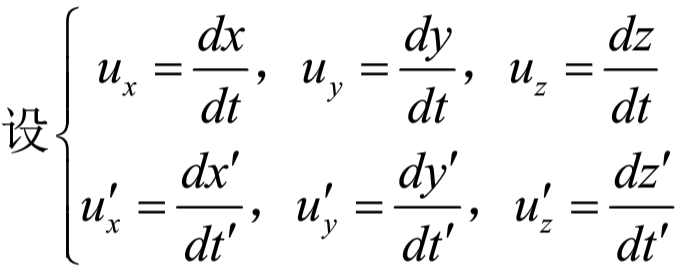 设 { u_x = dx/dt， u_y = dy/dt， u_z = dz/dt
u′_x = dx′/dt′， u′_y = dy′/dt′， u′_z = dz′/dt′